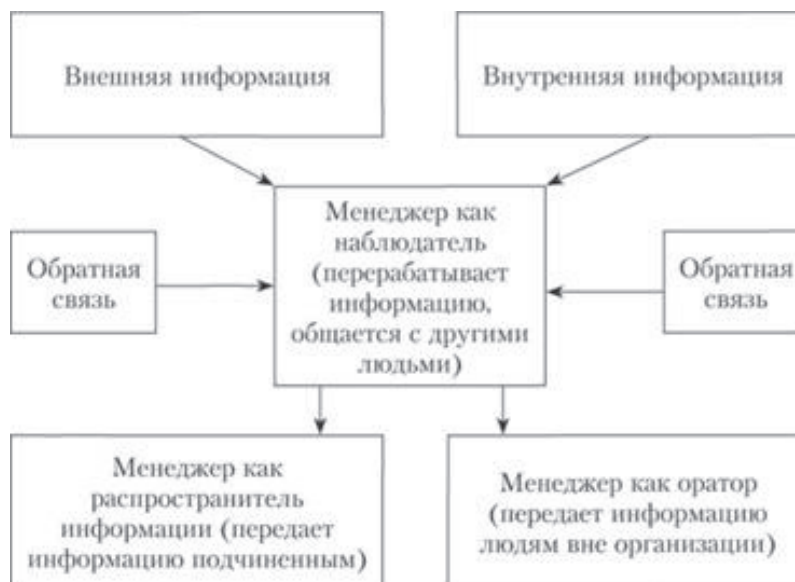 Внешняя информация
Внутренняя информация
Менеджер как
наблюдатель
(перерабатывает
информацию,
общается с другими
людьми)
Обратная
связь
Обратная
связь
Менеджер как
распространитель
информации (передает
информацию подчиненным)
Менеджер как оратор
(передает информацию
людям вне организации)